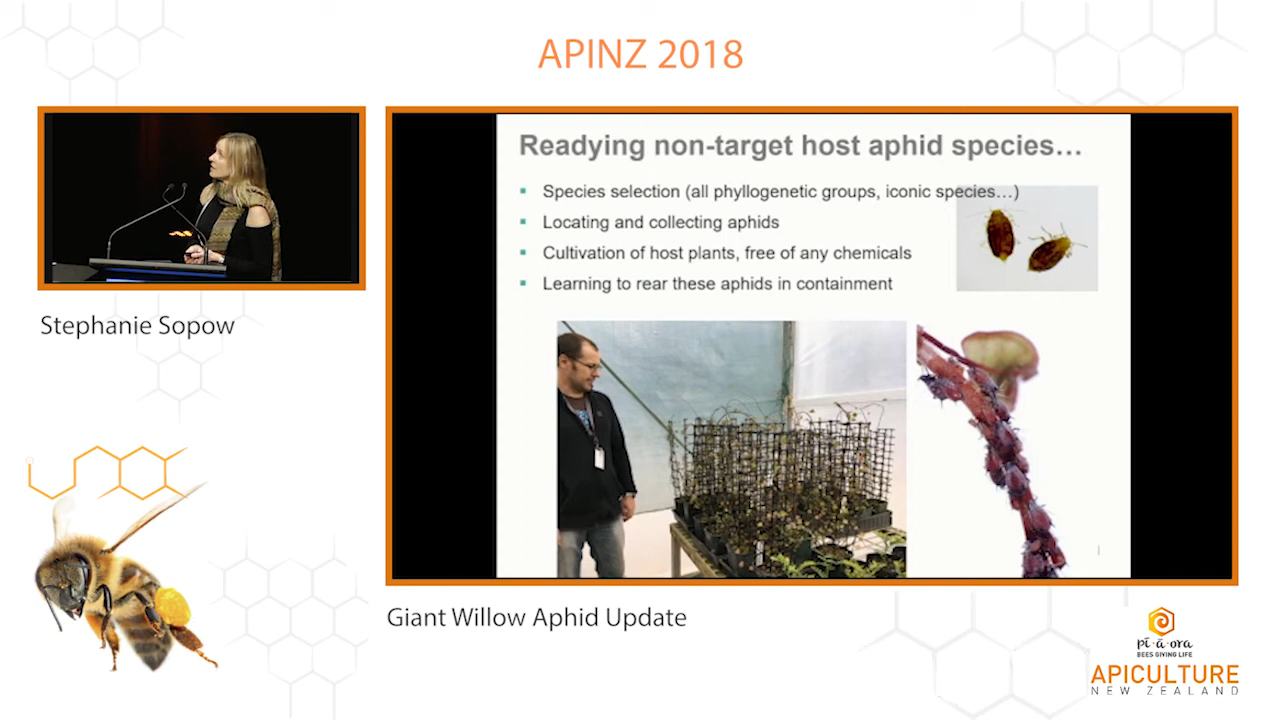 APINZ 2018
Stephanie Sopow
Readying non-target host aphid species…
Species selection (all phyllogenetic groups, iconic species…)
Locating and collecting aphids
Cultivation of host plants, free of any chemicals
Learning to rear these aphids in containment
Giant Willow Aphid Update
pī-ā-ora
BEES GIVING LIFE
APICULTURE
NEW ZEALAND